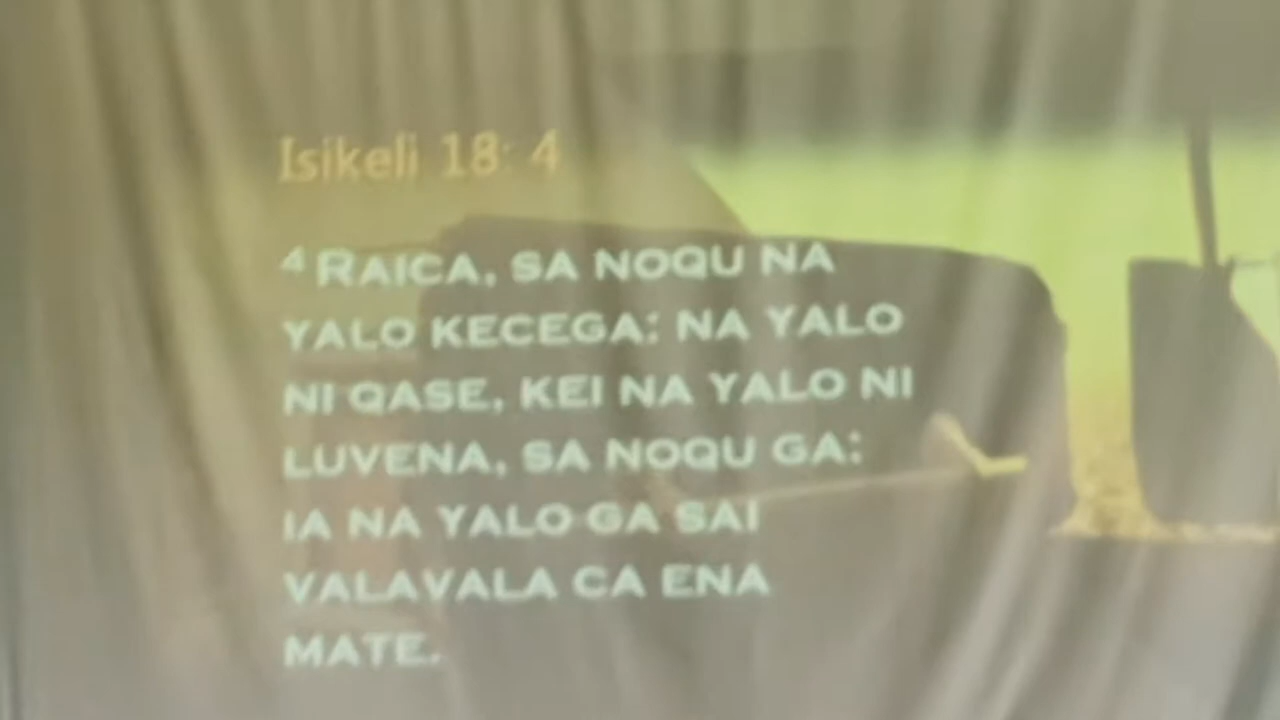 Isikeli 18: 4
4 RAICA, SA NOQU NA
YALO KECEGA: NA YALO
NI QASE, KEI NA YALO NI
LUVENA, SA NOQU GA:
IA NA YALO GA SAI
VALAVALA CA ENA
MATE.